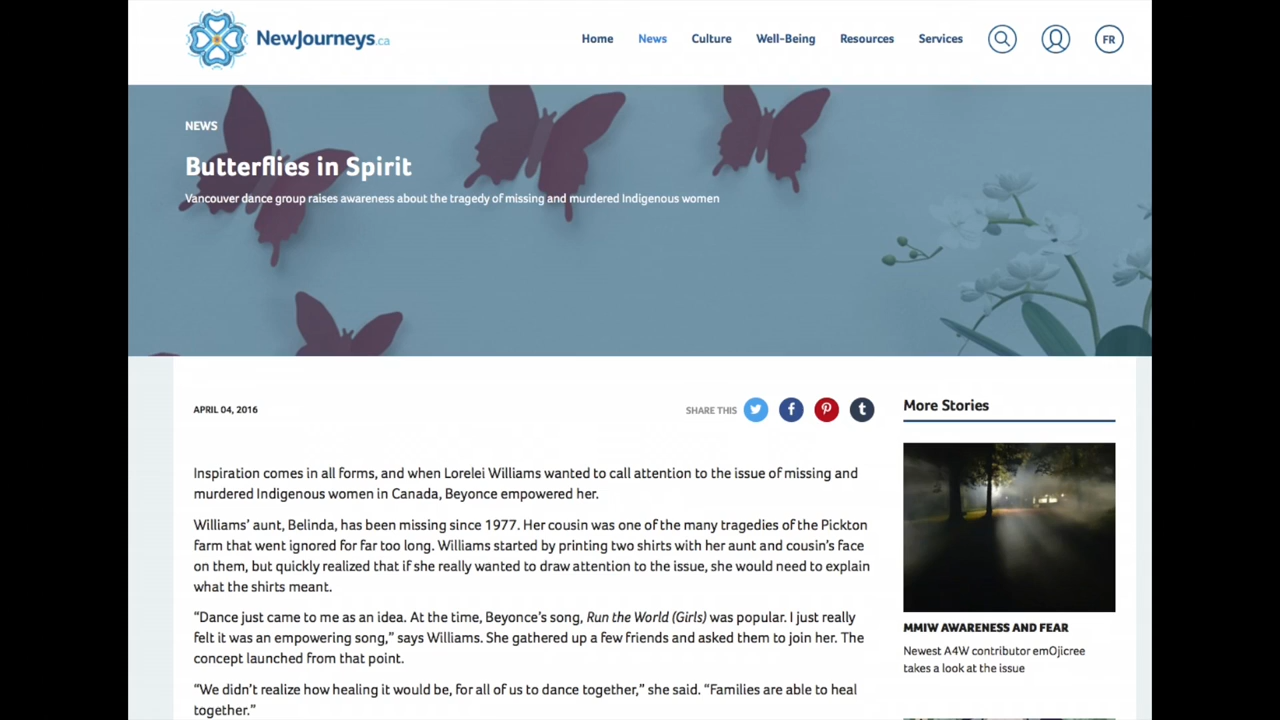 NewJourneys.ca
Home News Culture Well-Being Resources Services FR
NEWS
Butterflies in Spirit
Vancouver dance group raises awareness about the tragedy of missing and murdered Indigenous women
APRIL 04, 2016
SHARE THIS
Inspiration comes in all forms, and when Lorelei Williams wanted to call attention to the issue of missing and
murdered Indigenous women in Canada, Beyonce empowered her.
Williams’ aunt, Belinda, has been missing since 1977. Her cousin was one of the many tragedies of the Pickton
farm that went ignored for far too long. Williams started by printing two shirts with her aunt and cousin’s face
on them, but quickly realized that if she really wanted to draw attention to the issue, she would need to explain
what the shirts meant.
“Dance just came to me as an idea. At the time, Beyonce’s song, Run the World (Girls) was popular. I just really
felt it was an empowering song,” says Williams. She gathered up a few friends and asked them to join her. The
concept launched from that point.
“We didn’t realize how healing it would be, for all of us to dance together,” she said. “Families are able to heal
together.”
More Stories
MMIW AWARENESS AND FEAR
Newest A4W contributor emOjicree
takes a look at the issue